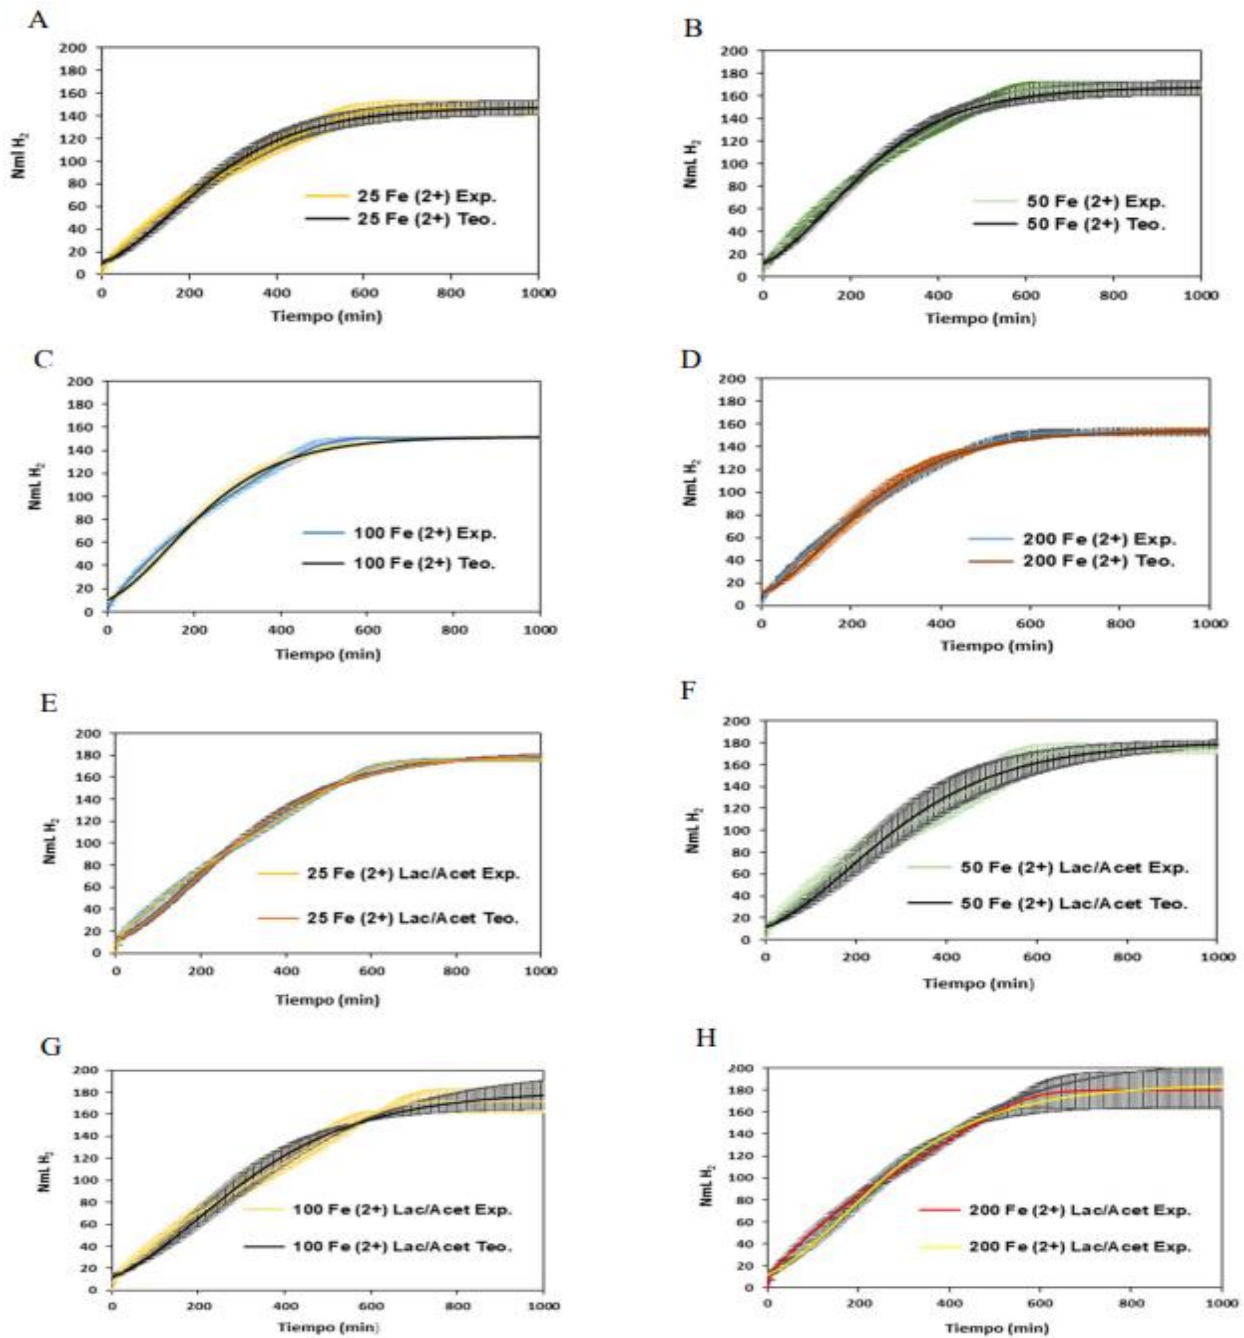 A
200
180
160
140
120
100
80
60
40
20
0
Nml H₂
25 Fe (2+) Exp.
25 Fe (2+) Teo.
0 200 400 600 800 1000
Tiempo (min)
B
200
180
160
140
120
100
80
60
40
20
0
NmL H₂
50 Fe (2+) Exp.
50 Fe (2+) Teo.
0 200 400 600 800 1000
Tiempo (min)
C
200
180
160
140
120
100
80
60
40
20
0
NmL H₂
100 Fe (2+) Exp.
100 Fe (2+) Teo.
0 200 400 600 800 1000
Tiempo (min)
D
200
180
160
140
120
100
80
60
40
20
0
NmL H₂
200 Fe (2+) Exp.
200 Fe (2+) Teo.
0 200 400 600 800 1000
Tiempo (min)
E
200
180
160
140
120
100
80
60
40
20
0
NmL H₂
25 Fe (2+) Lac/Acet Exp.
25 Fe (2+) Lac/Acet Teo.
0 200 400 600 800 1000
Tiempo (min)
F
200
180
160
140
120
100
80
60
40
20
0
NmL H₂
50 Fe (2+) Lac/Acet Exp.
50 Fe (2+) Lac/Acet Teo.
0 200 400 600 800 1000
Tiempo (min)
G
200
180
160
140
120
100
80
60
40
20
0
NmL H₂
100 Fe (2+) Lac/Acet Exp.
100 Fe (2+) Lac/Acet Teo.
0 200 400 600 800 1000
Tiempo (min)
H
200
180
160
140
120
100
80
60
40
20
0
NmL H₂
200 Fe (2+) Lac/Acet Exp.
200 Fe (2+) Lac/Acet Exp.
0 200 400 600 800 1000
Tiempo (min)